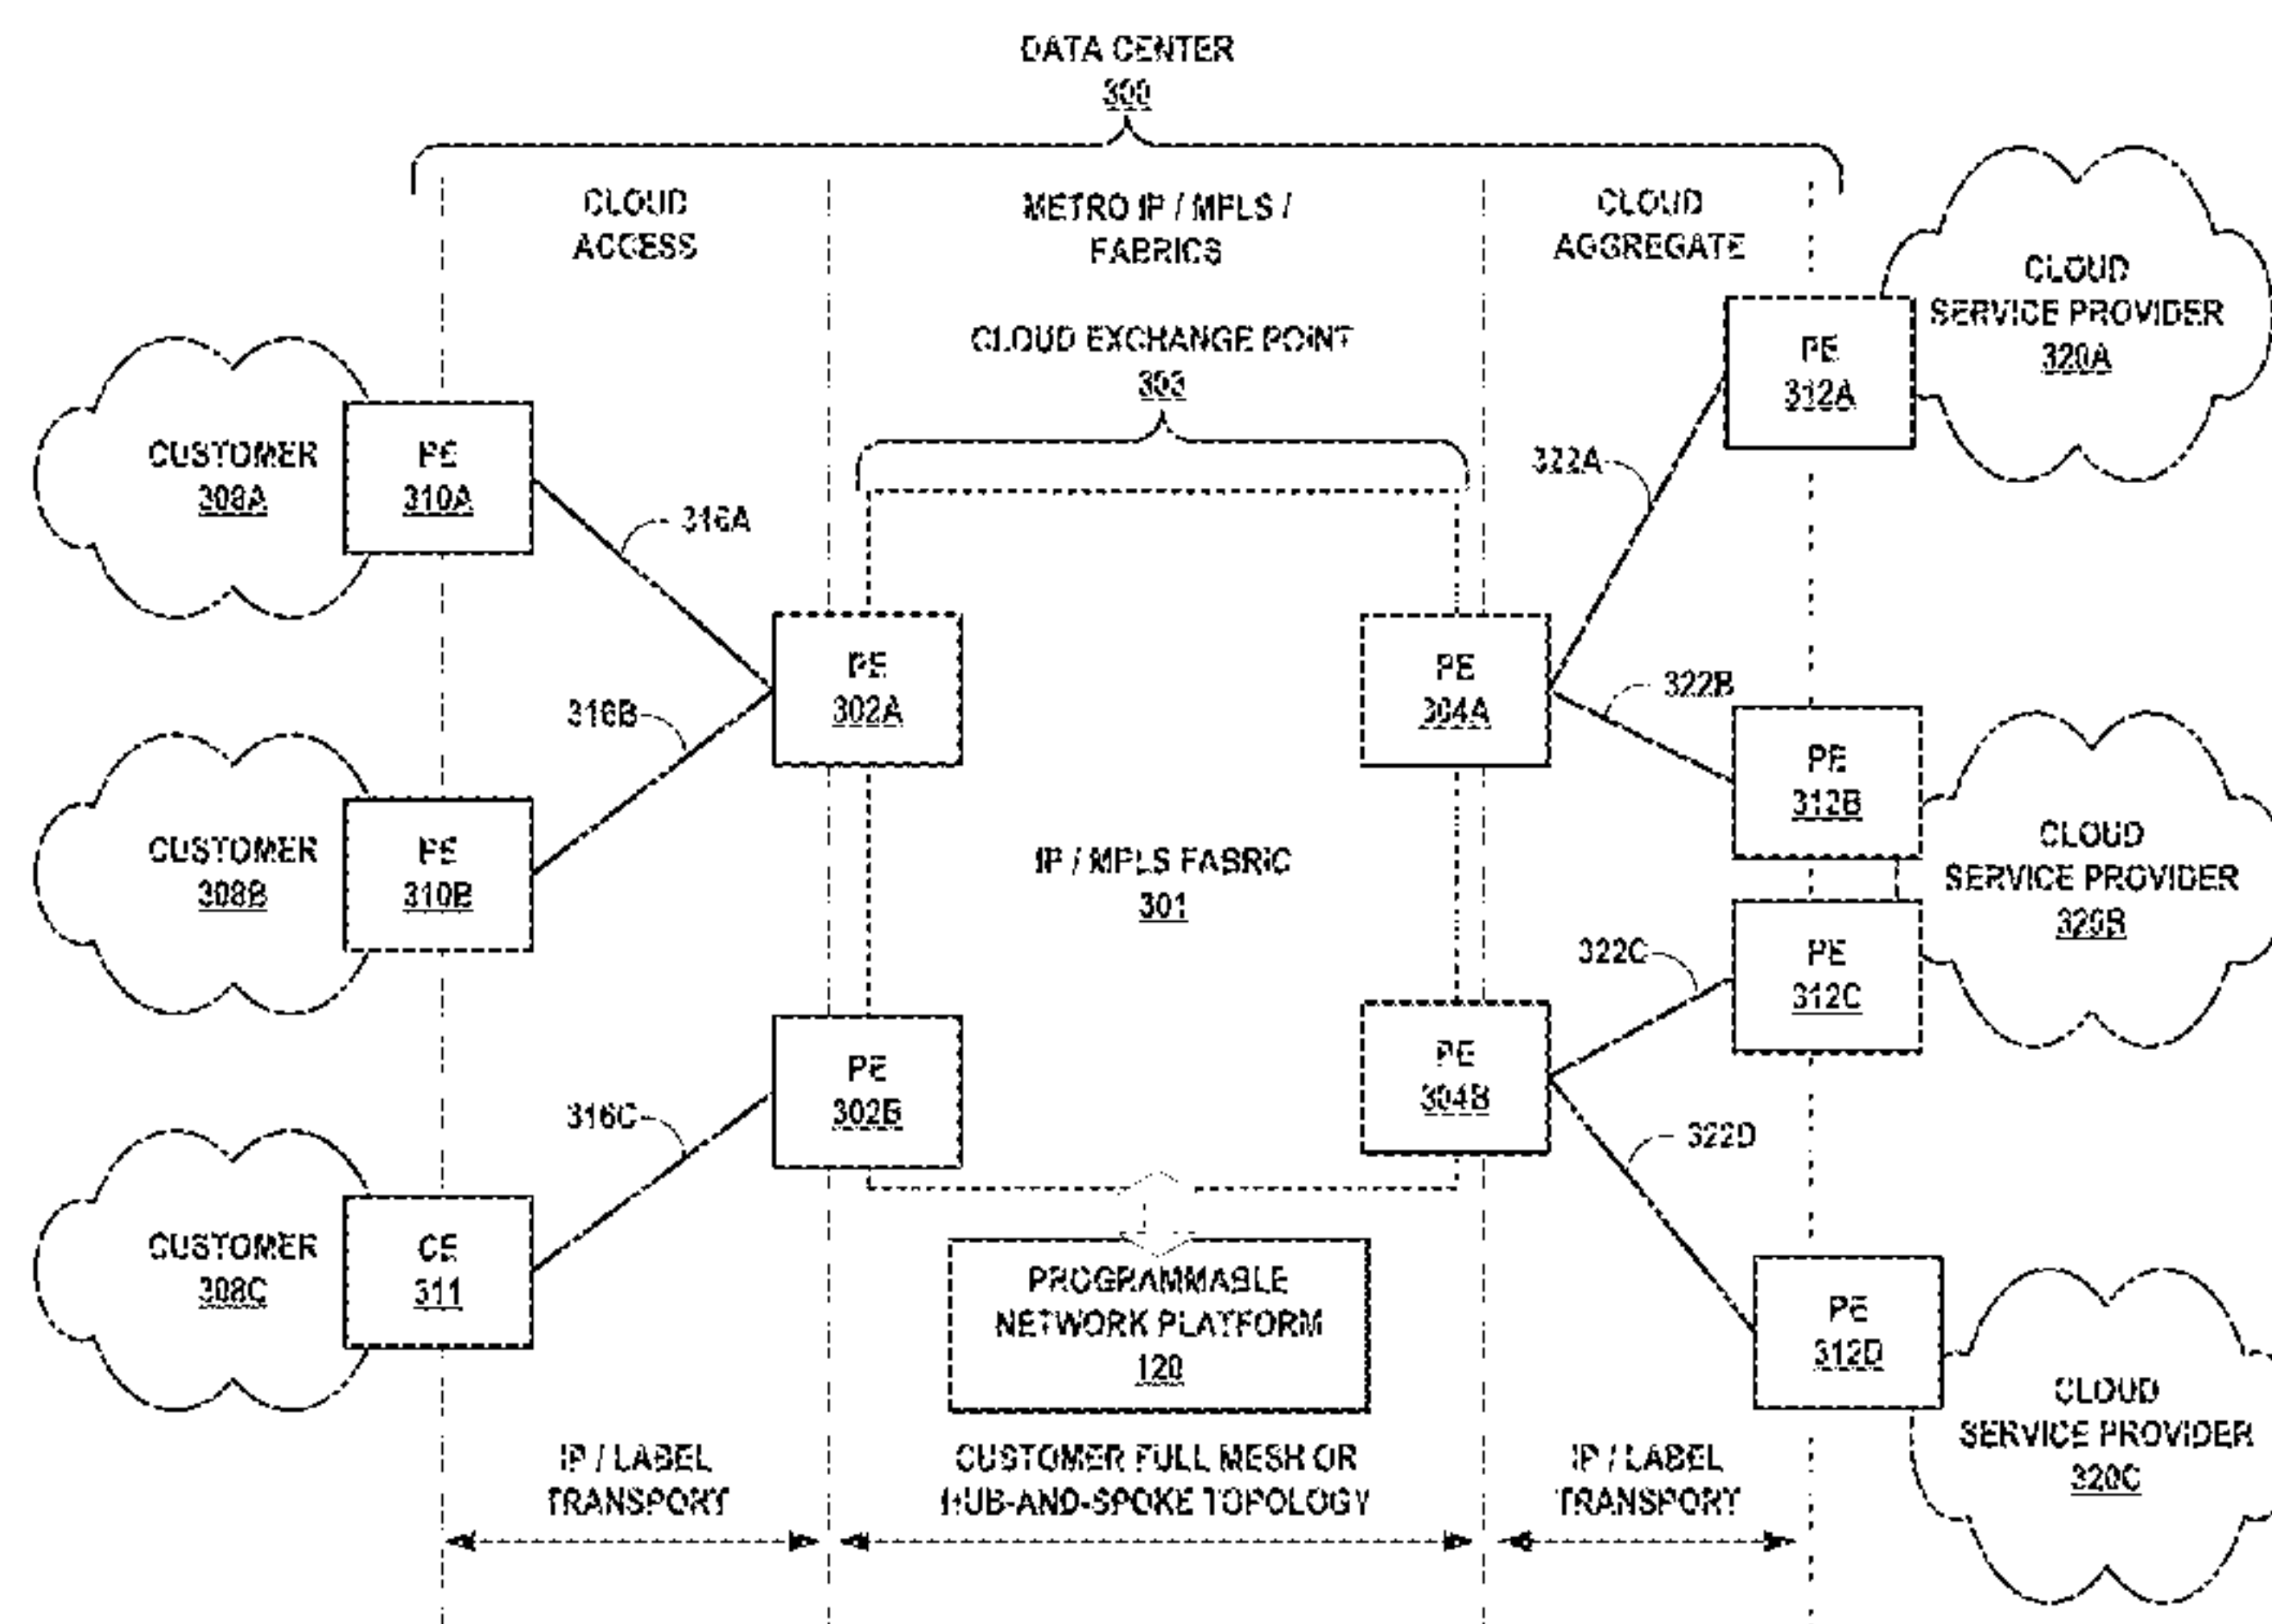 DATA CENTER
300
CLOUD
ACCESS
METRO IP / MPLS /
FABRICS
CLOUD
AGGREGATE
CLOUD EXCHANGE POINT
303
CLOUD
SERVICE PROVIDER
320A
PE
312A
CUSTOMER
308A
PE
310A
316A
322A
PE
302A
PE
304A
316B
322B
PE
312B
CUSTOMER
308B
PE
310B
IP / MPLS FABRIC
301
CLOUD
SERVICE PROVIDER
320B
322C
PE
312C
PE
302B
PE
304B
316C
322D
CUSTOMER
308C
CE
311
PROGRAMMABLE
NETWORK PLATFORM
120
PE
312D
CLOUD
SERVICE PROVIDER
320C
IP / LABEL
TRANSPORT
CUSTOMER FULL MESH OR
HUB-AND-SPOKE TOPOLOGY
IP / LABEL
TRANSPORT